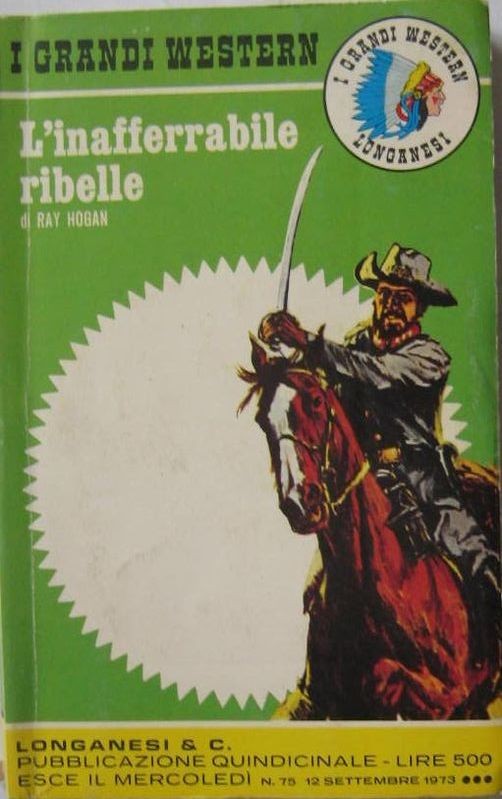 I GRANDI WESTERN
I GRANDI WESTERN
LONGANESI
L'inafferrabile
ribelle
di RAY HOGAN
LONGANESI & C.
PUBBLICAZIONE QUINDICINALE - LIRE 500
ESCE IL MERCOLEDÌ N. 75 12 SETTEMBRE 1973 •••